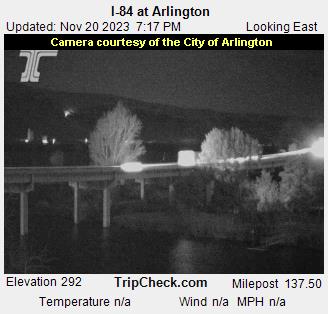 I-84 at Arlington
Updated: Nov 20 2023 7:17 PM Looking East
Camera courtesy of the City of Arlington
Elevation 292 TripCheck.com Milepost 137.50
Temperature n/a Wind n/a MPH n/a